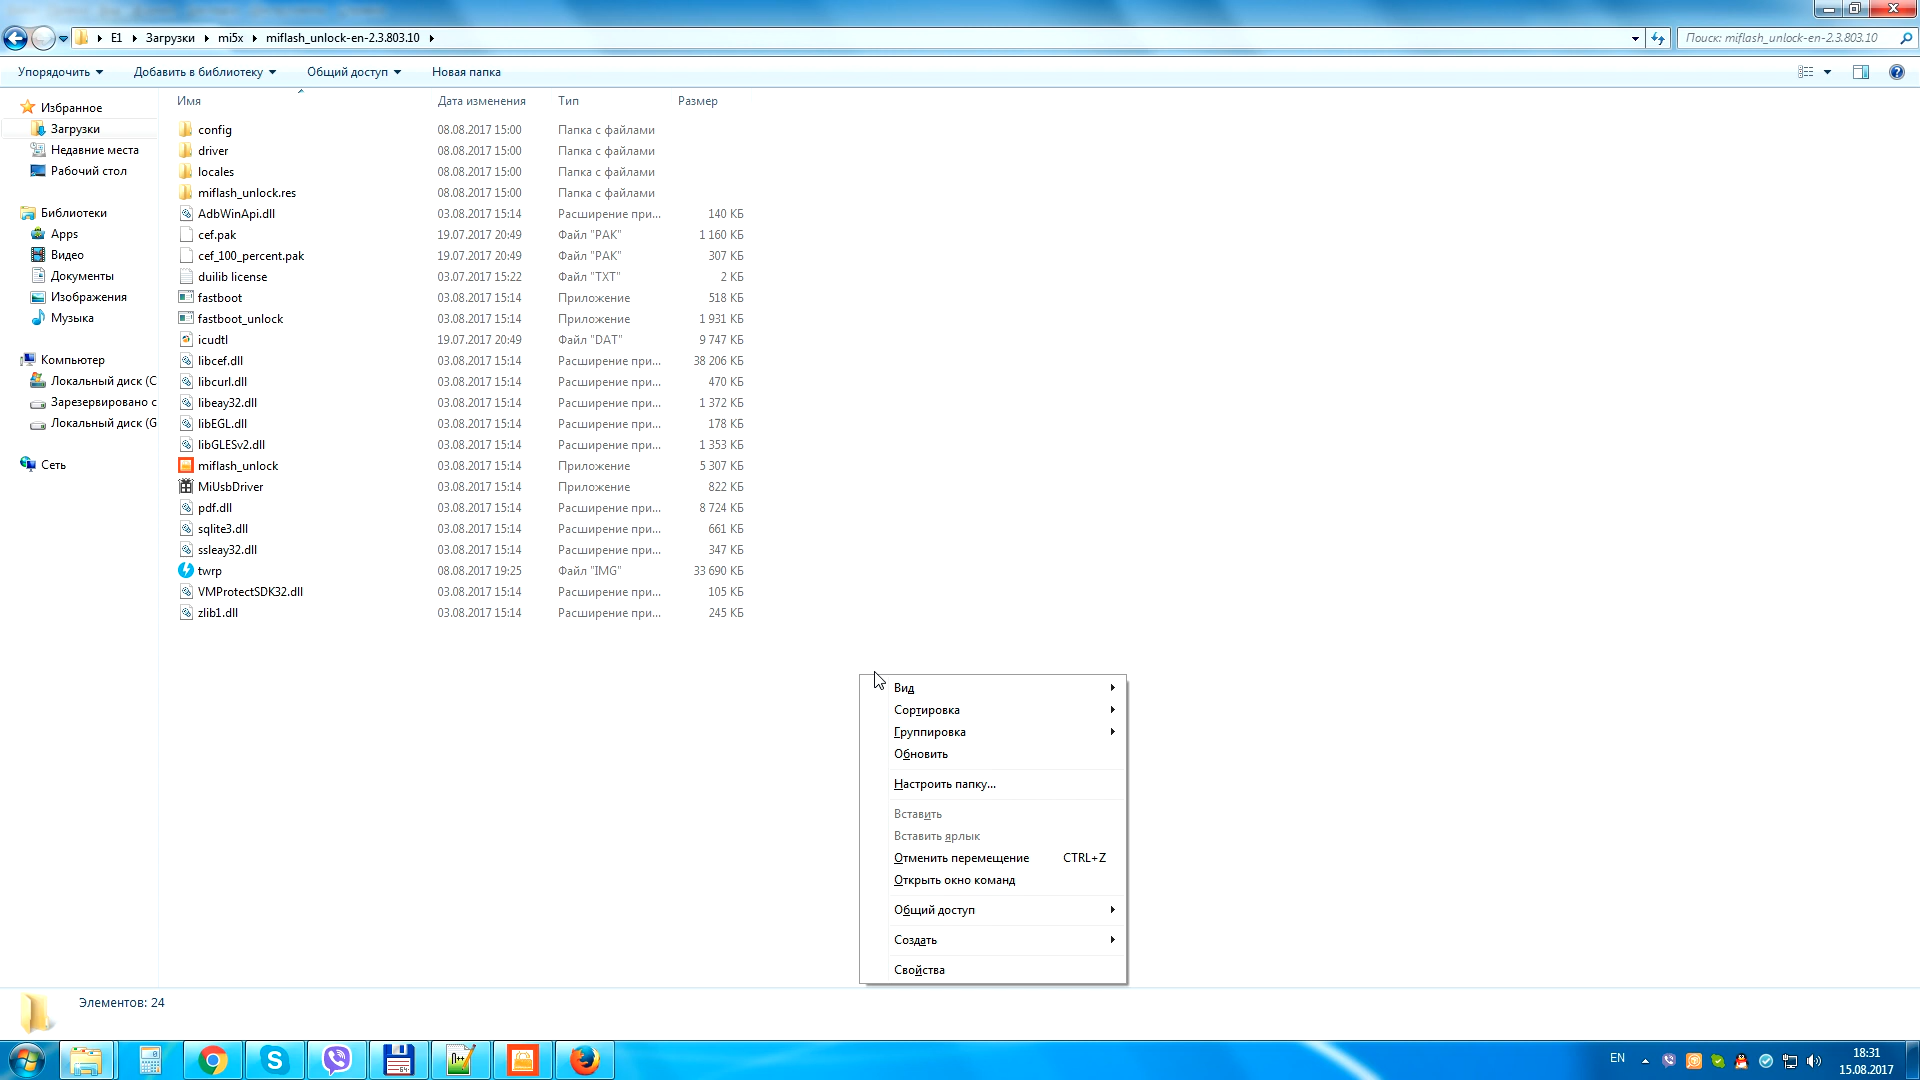 E1 Загрузки mi5x miflash_unlock-en-2.3.803.10
Поиск: miflash_unlock-en-2.3.803.10
Упорядочить Добавить в библиотеку Общий доступ Новая папка
Имя Дата изменения Тип Размер
Избранное
Загрузки
Недавние места
Рабочий стол
Библиотеки
Apps
Видео
Документы
Изображения
Музыка
Компьютер
Локальный диск (C
Зарезервировано с
Локальный диск (G
Сеть
config 08.08.2017 15:00 Папка с файлами
driver 08.08.2017 15:00 Папка с файлами
locales 08.08.2017 15:00 Папка с файлами
miflash_unlock.res 08.08.2017 15:00 Папка с файлами
AdbWinApi.dll 03.08.2017 15:14 Расширение при... 140 КБ
cef.pak 19.07.2017 20:49 Файл "PAK" 1 160 КБ
cef_100_percent.pak 19.07.2017 20:49 Файл "PAK" 307 КБ
duilib license 03.07.2017 15:22 Файл "TXT" 2 КБ
fastboot 03.08.2017 15:14 Приложение 518 КБ
fastboot_unlock 03.08.2017 15:14 Приложение 1 931 КБ
icudtl 19.07.2017 20:49 Файл "DAT" 9 747 КБ
libcef.dll 03.08.2017 15:14 Расширение при... 38 206 КБ
libcurl.dll 03.08.2017 15:14 Расширение при... 470 КБ
libeay32.dll 03.08.2017 15:14 Расширение при... 1 372 КБ
libEGL.dll 03.08.2017 15:14 Расширение при... 178 КБ
libGLESv2.dll 03.08.2017 15:14 Расширение при... 1 353 КБ
miflash_unlock 03.08.2017 15:14 Приложение 5 307 КБ
MiUsbDriver 03.08.2017 15:14 Приложение 822 КБ
pdf.dll 03.08.2017 15:14 Расширение при... 8 724 КБ
sqlite3.dll 03.08.2017 15:14 Расширение при... 661 КБ
ssleay32.dll 03.08.2017 15:14 Расширение при... 347 КБ
twrp 08.08.2017 19:25 Файл "IMG" 33 690 КБ
VMProtectSDK32.dll 03.08.2017 15:14 Расширение при... 105 КБ
zlib1.dll 03.08.2017 15:14 Расширение при... 245 КБ
Вид
Сортировка
Группировка
Обновить
Настроить папку...
Вставить
Вставить ярлык
Отменить перемещение CTRL+Z
Открыть окно команд
Общий доступ
Создать
Свойства
Элементов: 24
EN
18:31
15.08.2017